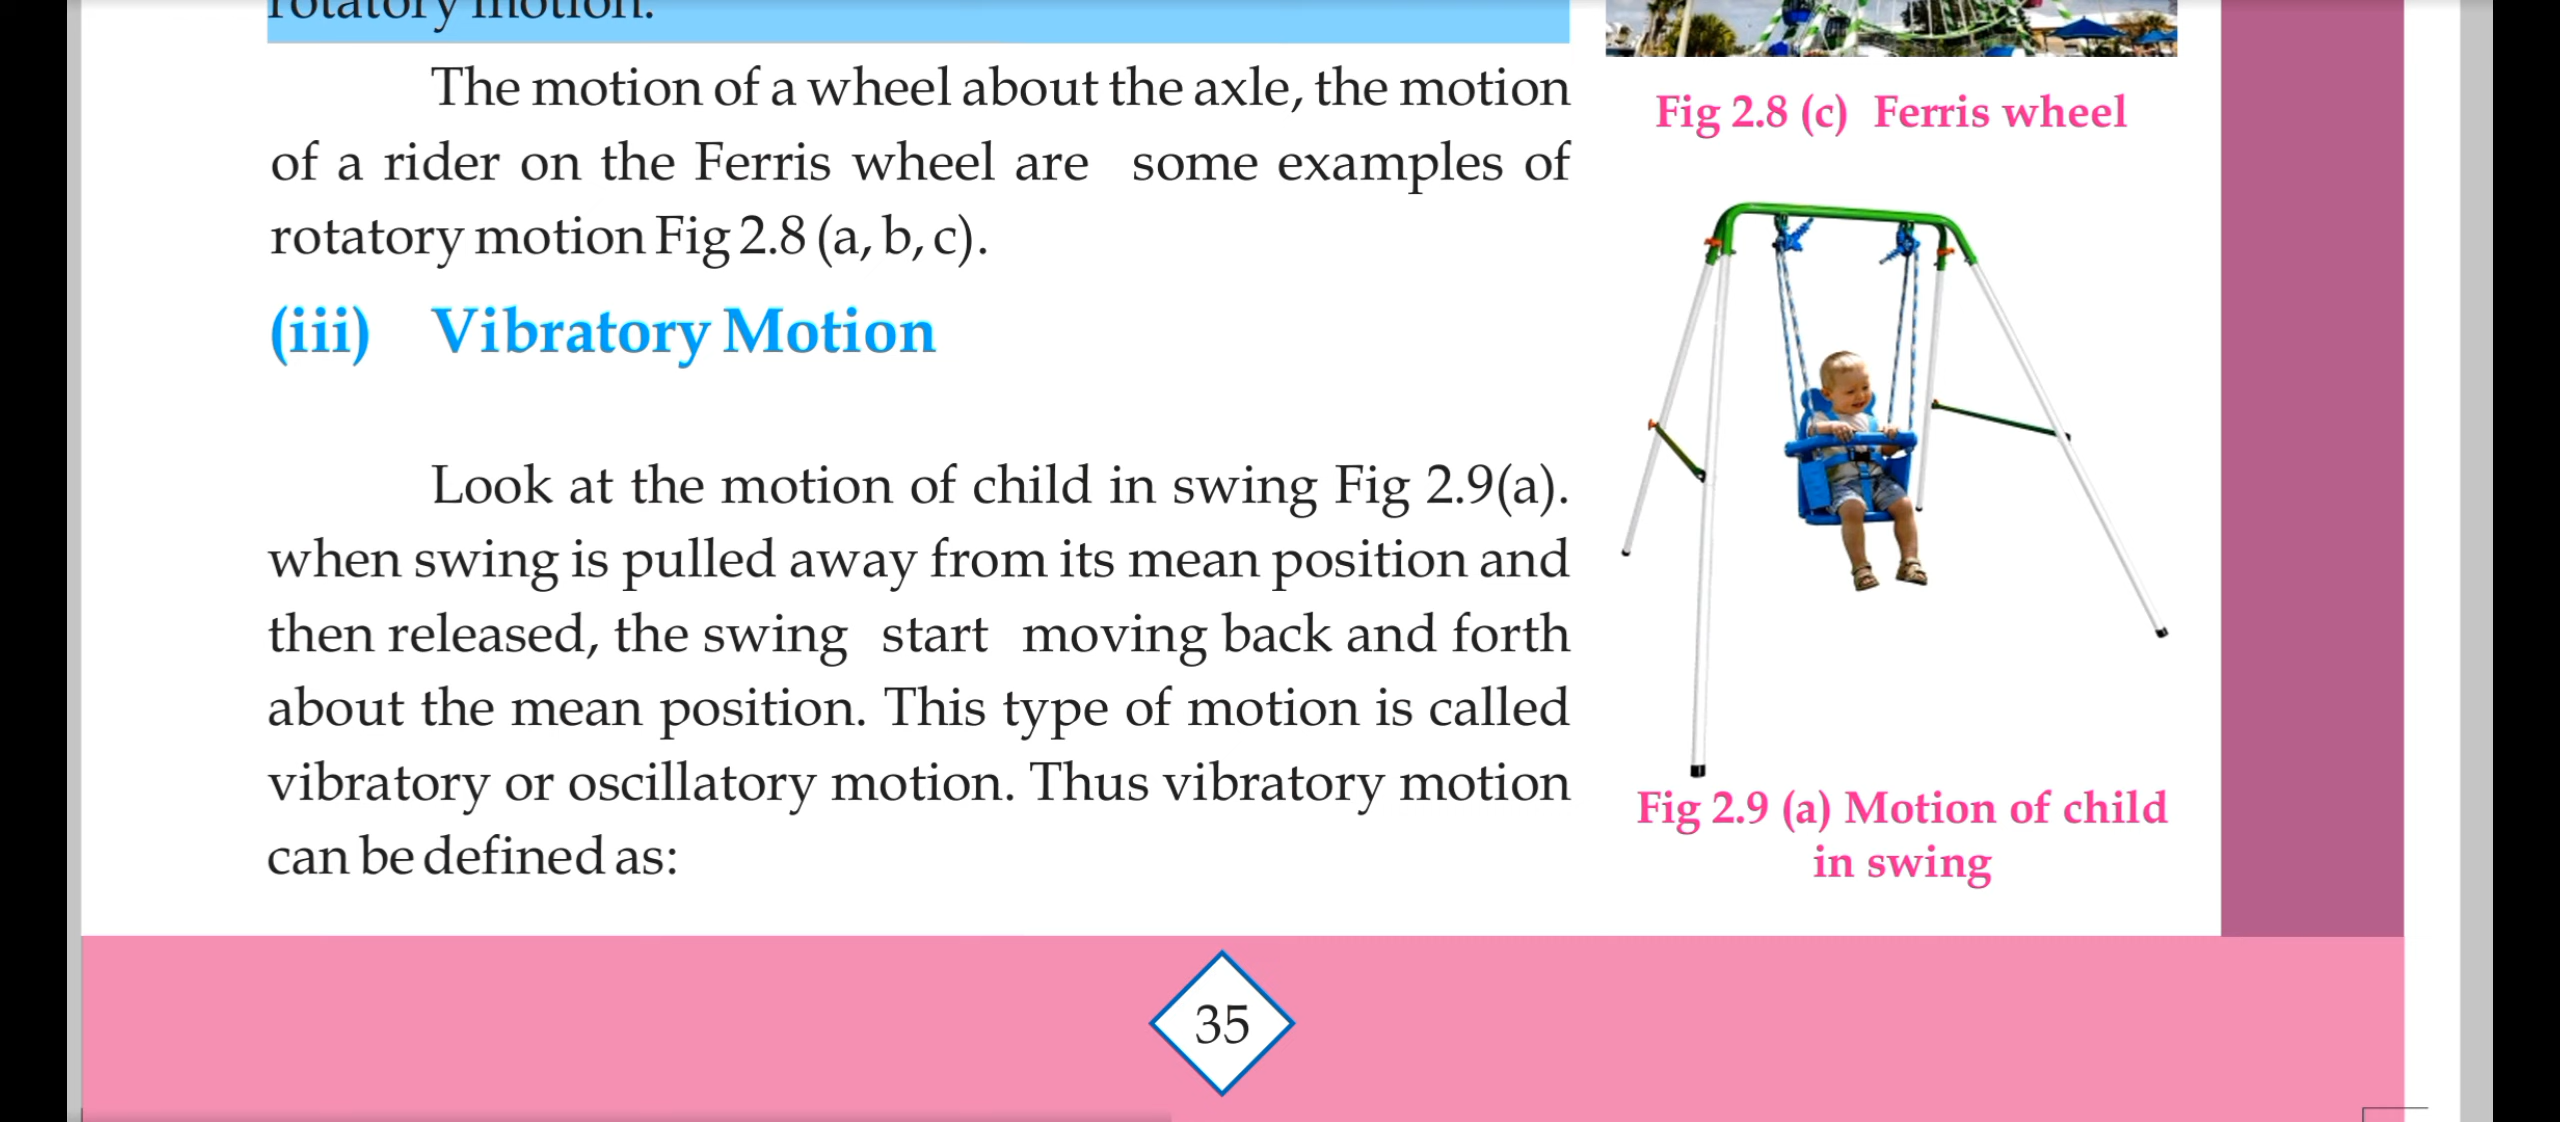 rotatory motion.
The motion of a wheel about the axle, the motion
of a rider on the Ferris wheel are some examples of
rotatory motion Fig 2.8 (a, b, c).
(iii) Vibratory Motion
Look at the motion of child in swing Fig 2.9(a).
when swing is pulled away from its mean position and
then released, the swing start moving back and forth
about the mean position. This type of motion is called
vibratory or oscillatory motion. Thus vibratory motion
can be defined as:
Fig 2.8 (c) Ferris wheel
Fig 2.9 (a) Motion of child
in swing
35